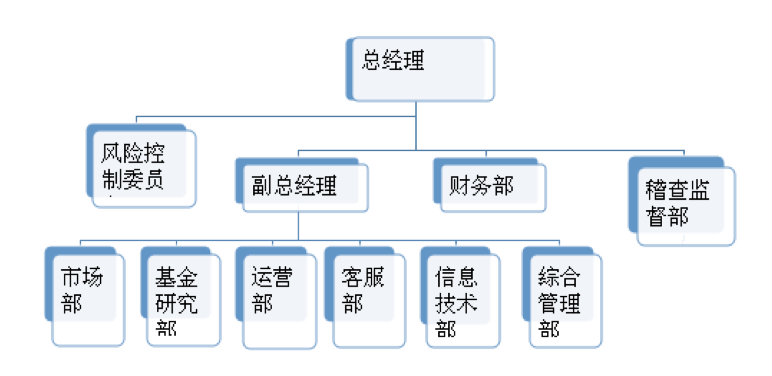 总经理
风险控
制委员
副总经理
财务部
稽查监
督部
市场
部
基金
研究
部
运营
部
客服
部
信息
技术
部
综合
管理
部